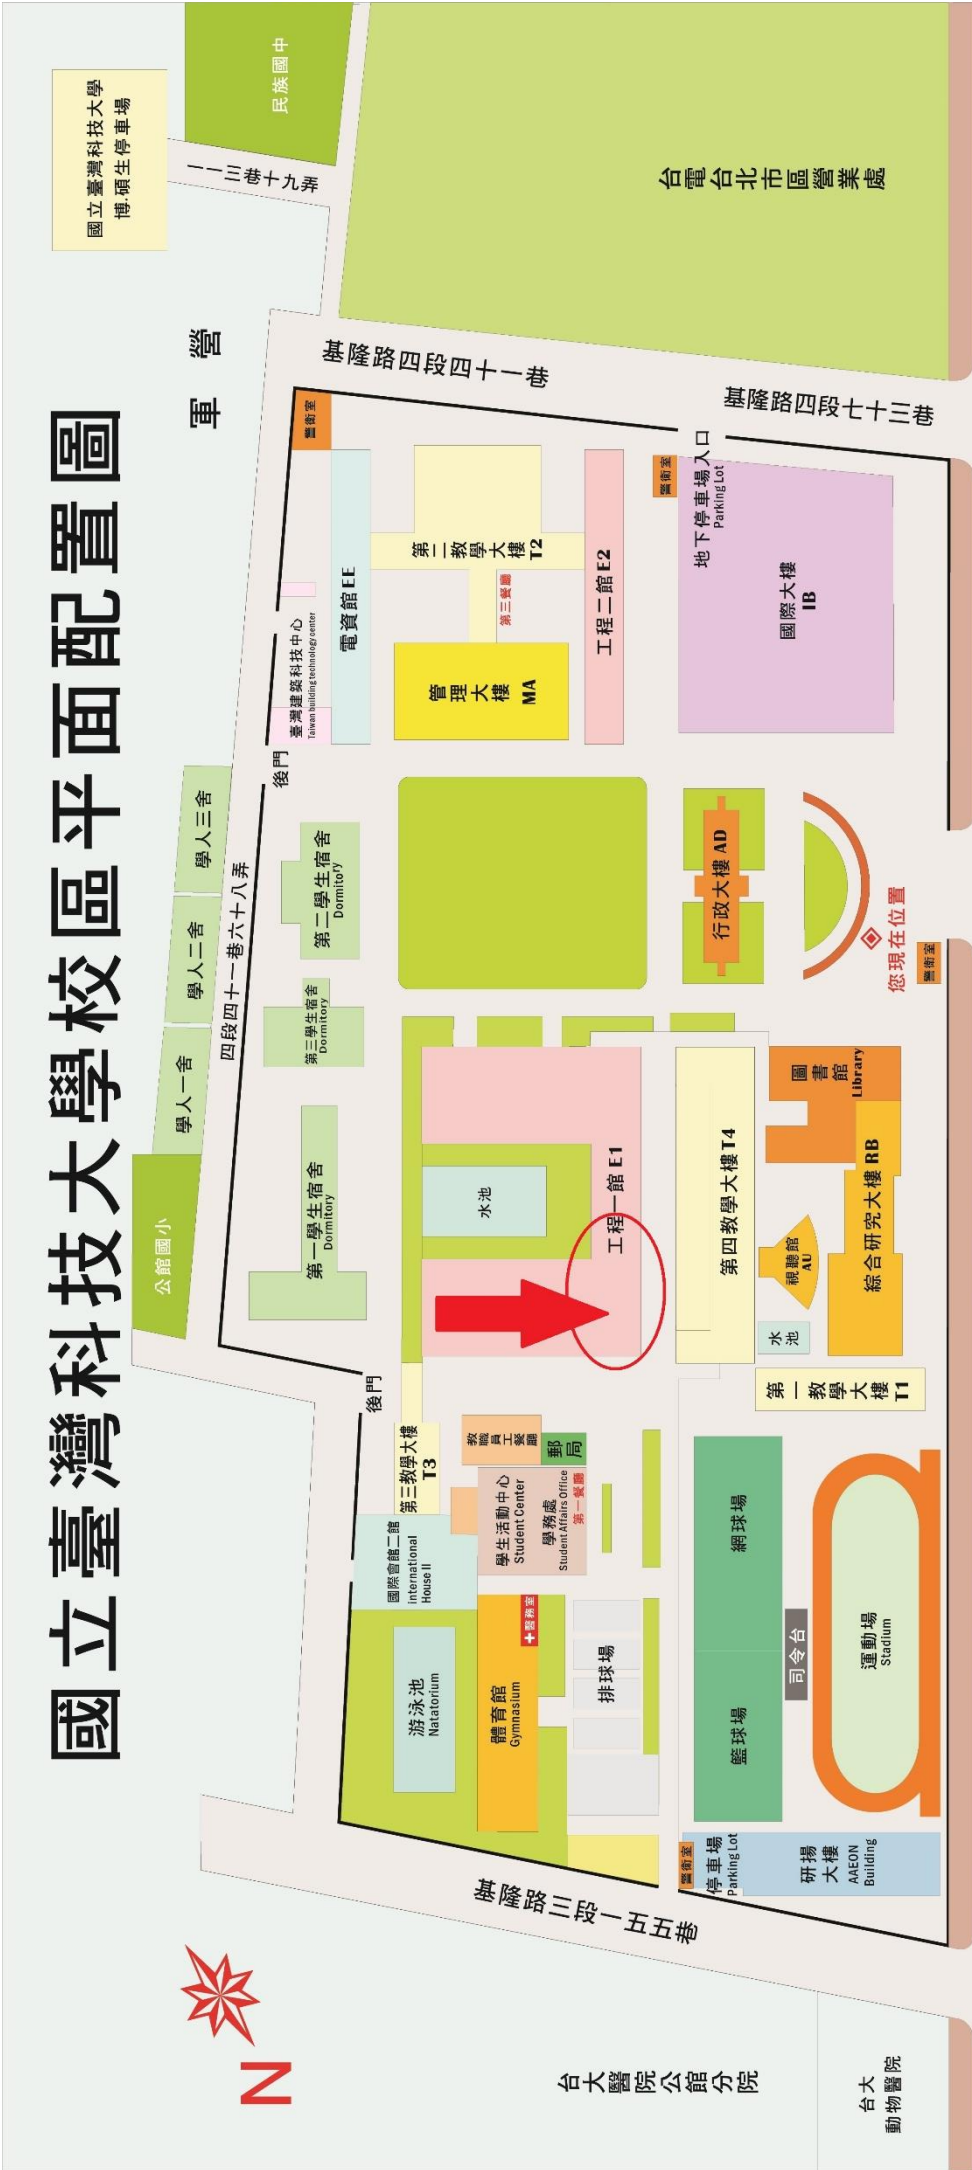 國立臺灣科技大學校區平面配置圖
N
國立臺灣科技大學
博.碩生停車場
一一三巷十九弄
民族國中
台電台北市區營業處
軍營
基隆路四段四十一巷
基隆路四段七十三巷
公館國小
學人一舍
學人二舍
學人三舍
四段四十一巷六十八弄
後門
後門
警衛室
臺灣建築科技中心
Taiwan building technology center
電資館 EE
第二
教學
大樓
T2
第三餐廳
管理
大樓
MA
工程二館 E2
警衛室
地下停車場入口
Parking Lot
國際大樓
IB
第一學生宿舍
Dormitory
第三學生宿舍
Dormitory
第二學生宿舍
Dormitory
水池
工程一館 E1
行政大樓 AD
您現在位置
警衛室
第四教學大樓T4
圖書館
Library
視聽館
AU
綜合研究大樓 RB
水池
第一
教學
大樓
T1
第三教學大樓
T3
教職
員工
餐廳
郵局
國際會館二館
international
House II
學生活動中心
Student Center
學務處
Student Affairs Office
第一餐廳
游泳池
Natatorium
體育館
Gymnasium
醫務室
排球場
網球場
籃球場
司令台
運動場
Stadium
警衛室
停車場
Parking Lot
研揚
大樓
AAEON
Building
基隆路三段一五五巷
台大醫院公館分院
台大
動物醫院